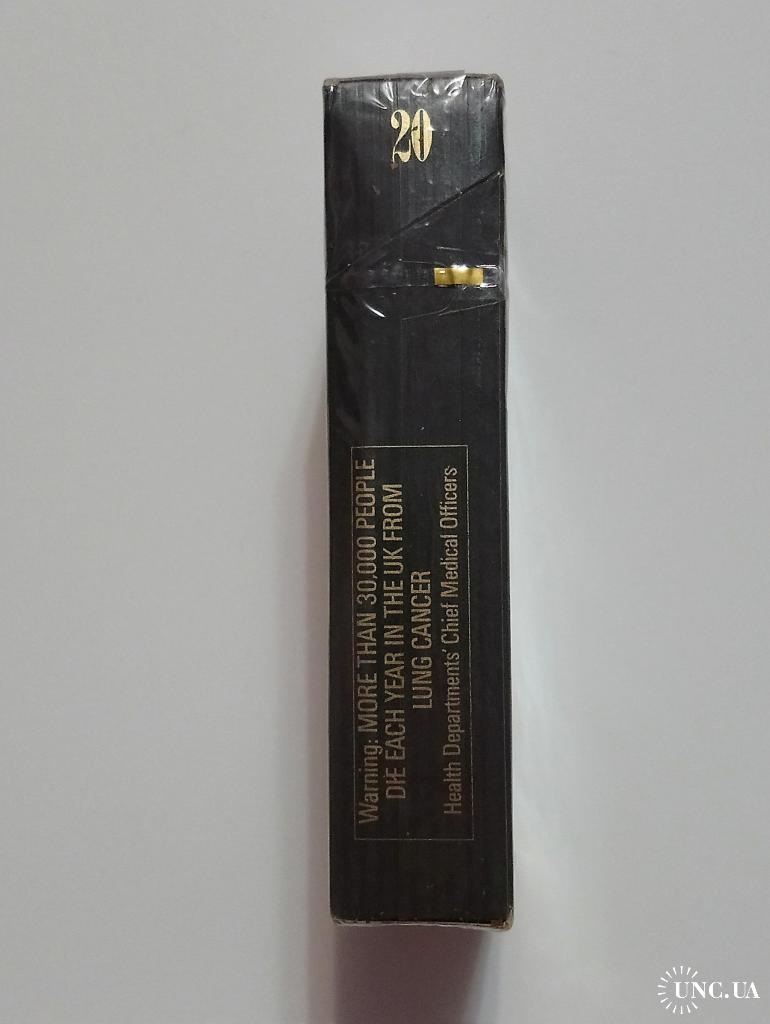 20
Warning: MORE THAN 30,000 PEOPLE
DIE EACH YEAR IN THE UK FROM
LUNG CANCER
Health Departments' Chief Medical Officers
UNC.UA